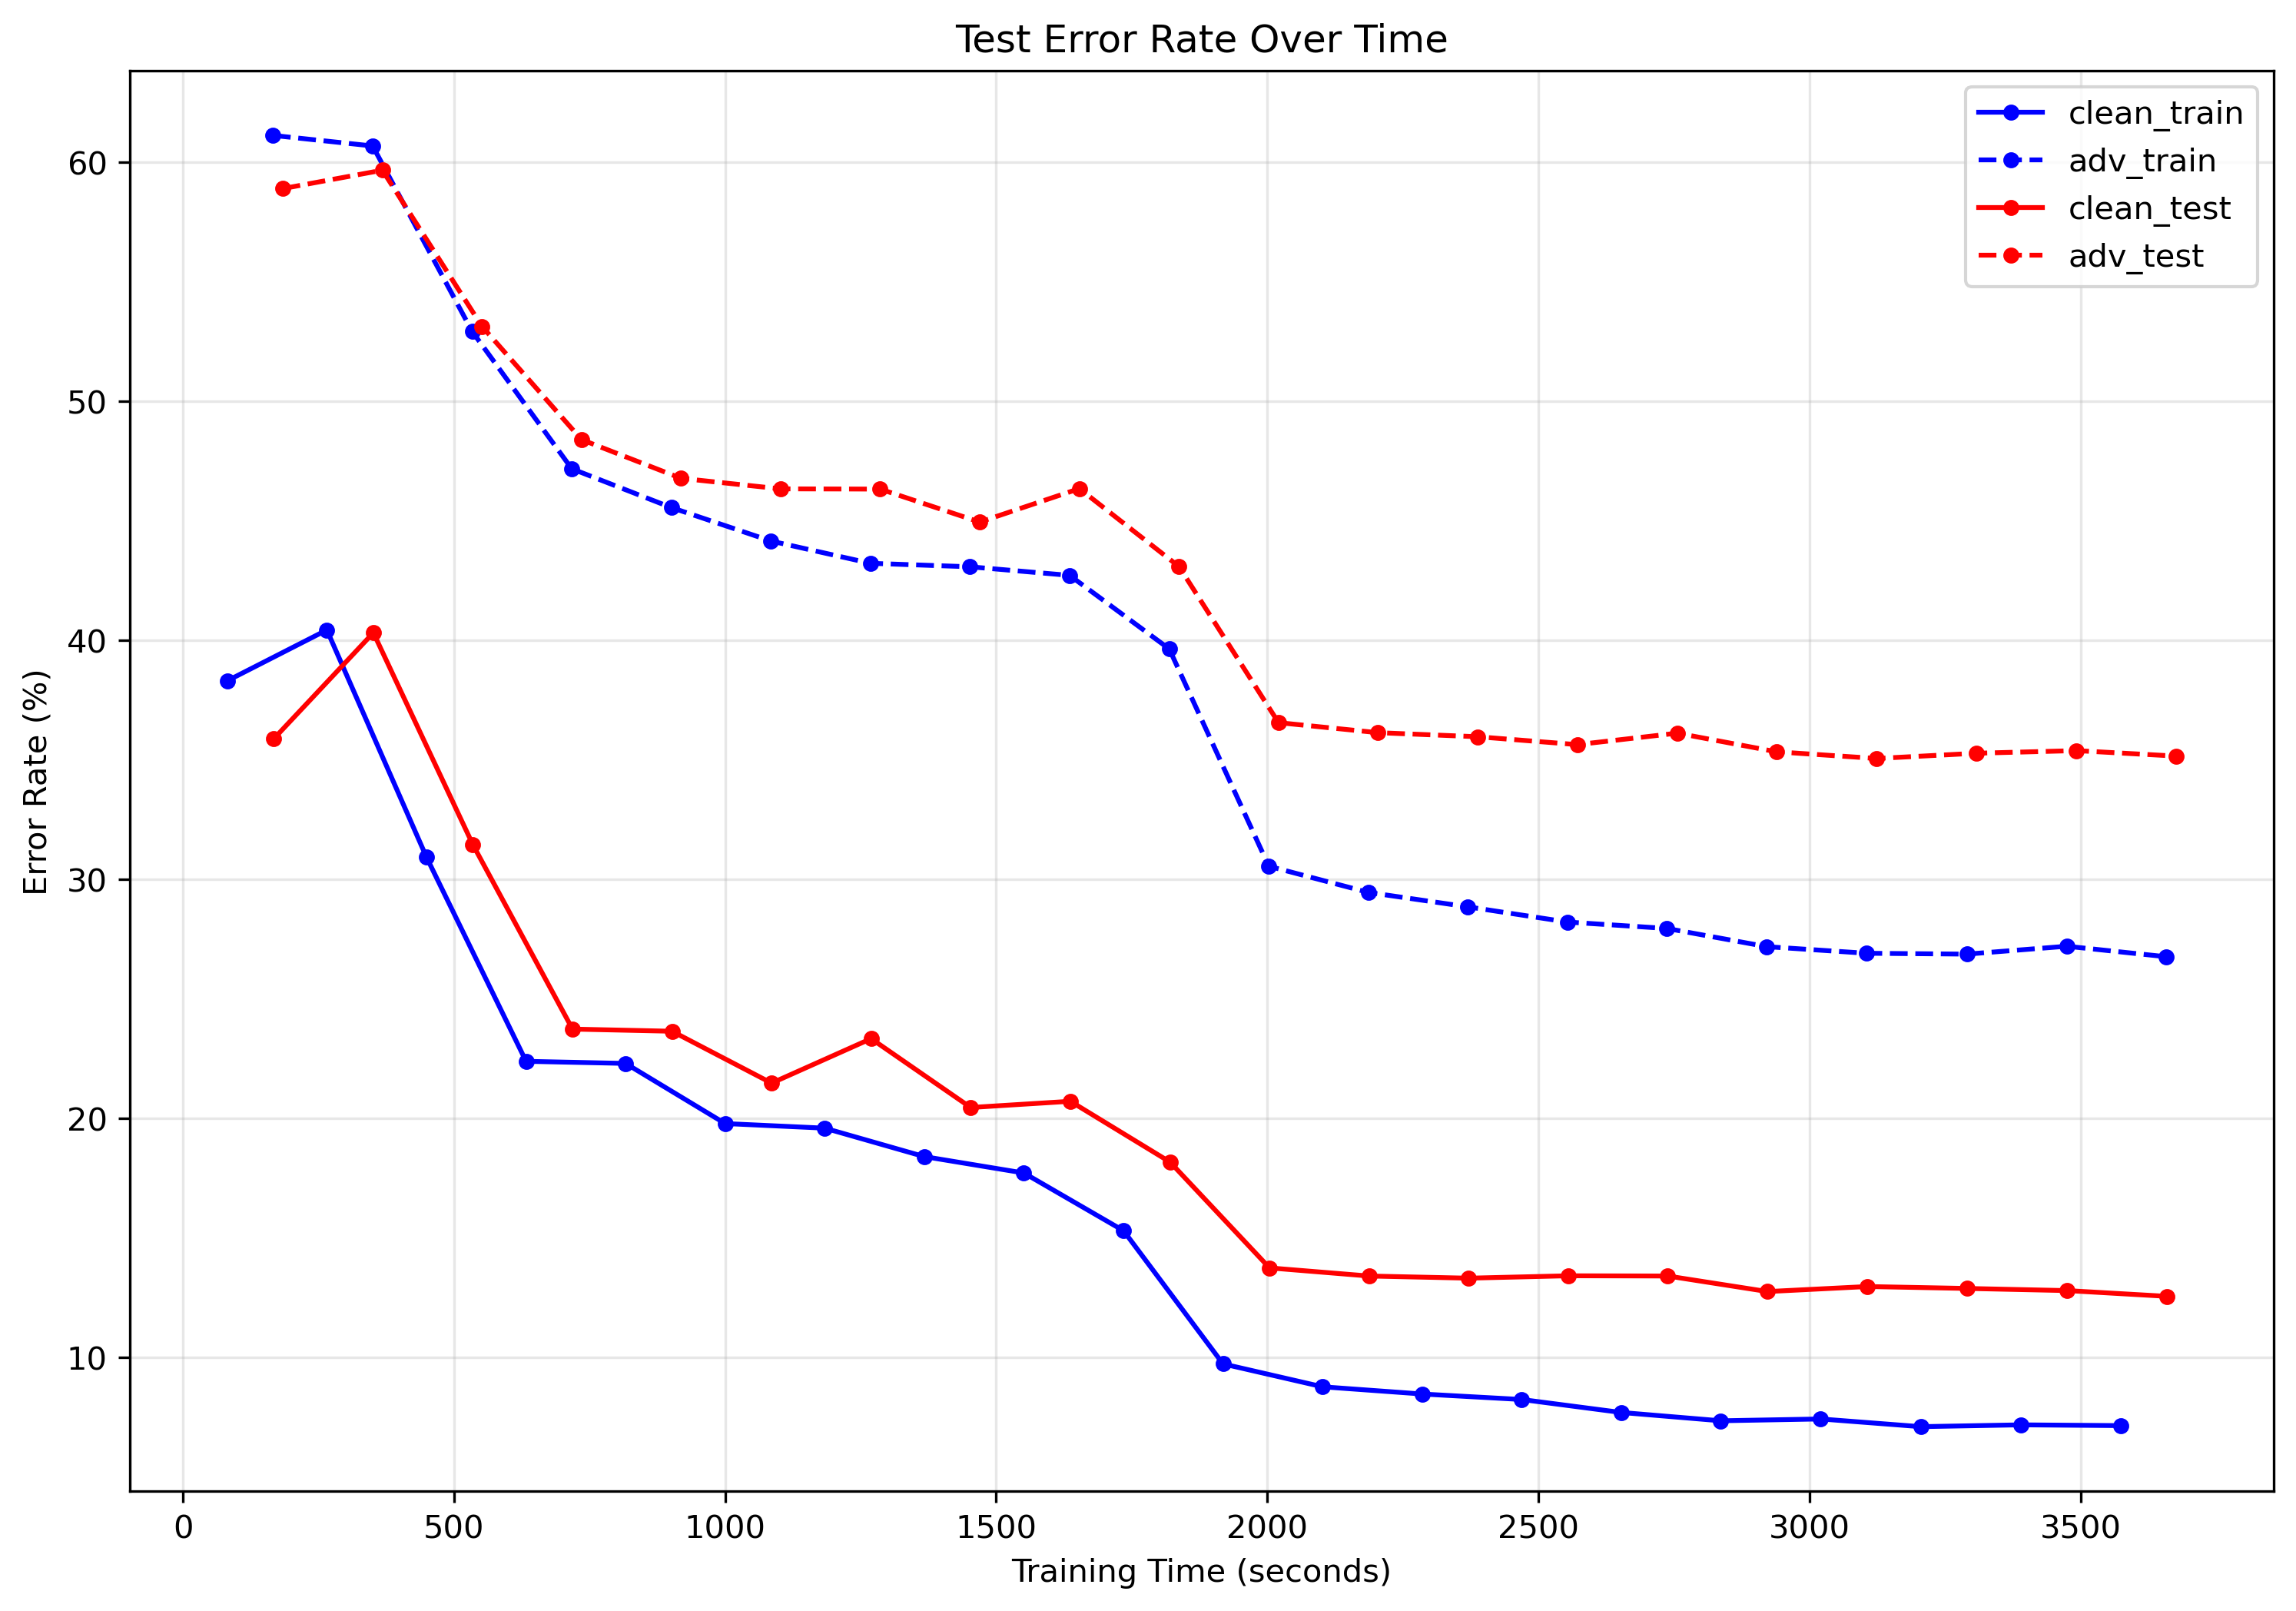 Test Error Rate Over Time
clean_train
adv_train
clean_test
adv_test
Error Rate (%)
60
50
40
30
20
10
0 500 1000 1500 2000 2500 3000 3500
Training Time (seconds)